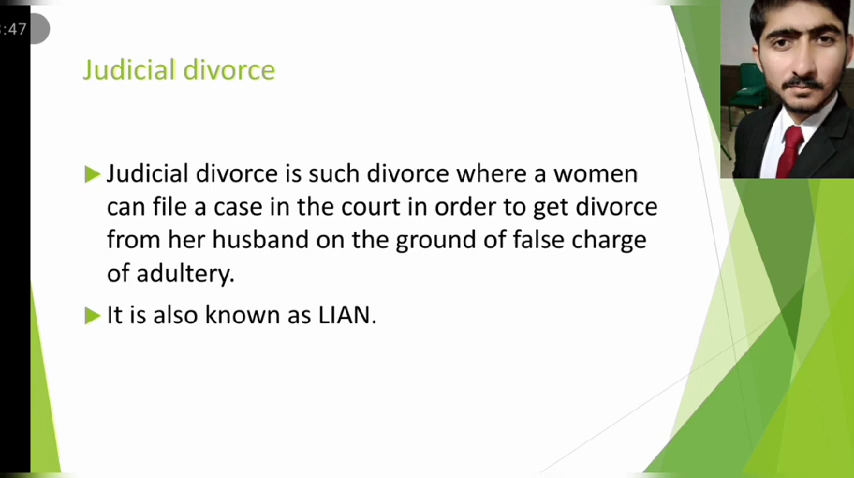 :47
Judicial divorce
Judicial divorce is such divorce where a women
can file a case in the court in order to get divorce
from her husband on the ground of false charge
of adultery.
It is also known as LIAN.